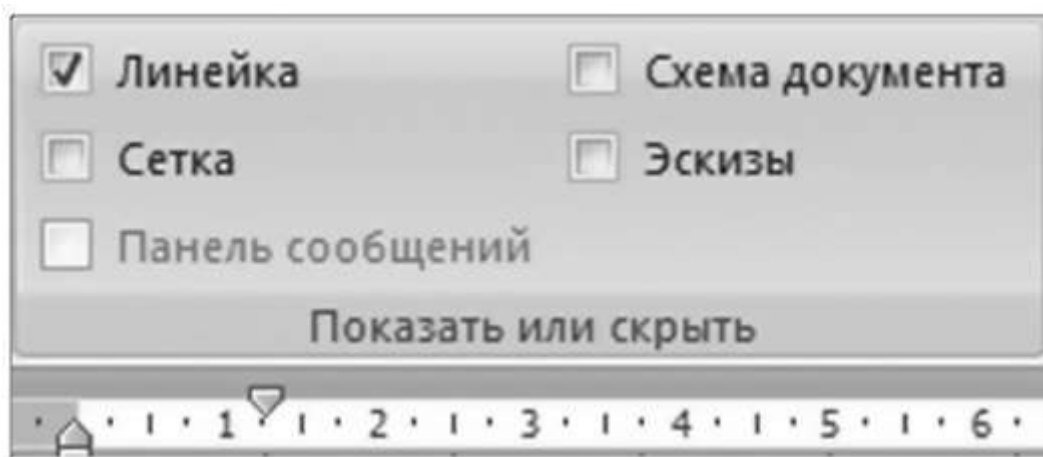 Линейка Схема документа
Сетка Эскизы
Панель сообщений
Показать или скрыть
1 2 3 4 5 6